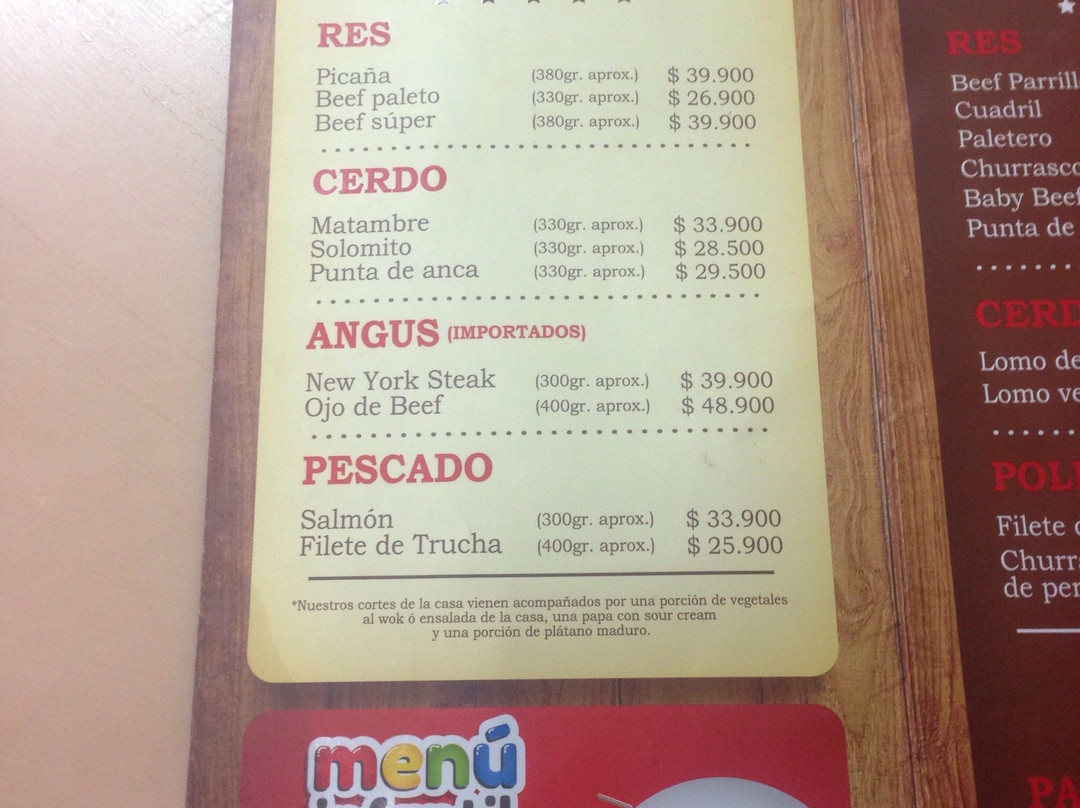 RES
Picaña (380gr. aprox.) $ 39.900
Beef paleto (330gr. aprox.) $ 26.900
Beef súper (380gr. aprox.) $ 39.900
CERDO
Matambre (330gr. aprox.) $ 33.900
Solomito (330gr. aprox.) $ 28.500
Punta de anca (330gr. aprox.) $ 29.500
ANGUS (IMPORTADOS)
New York Steak (300gr. aprox.) $ 39.900
Ojo de Beef (400gr. aprox.) $ 48.900
PESCADO
Salmón (300gr. aprox.) $ 33.900
Filete de Trucha (400gr. aprox.) $ 25.900
*Nuestros cortes de la casa vienen acompañados por una porción de vegetales
al wok ó ensalada de la casa, una papa con sour cream
y una porción de plátano maduro.
menú
RES
Beef
Cuadril
Paletero
Churrasco
Baby Beef
Punta de
Lomo de
Lomo
Filete
de